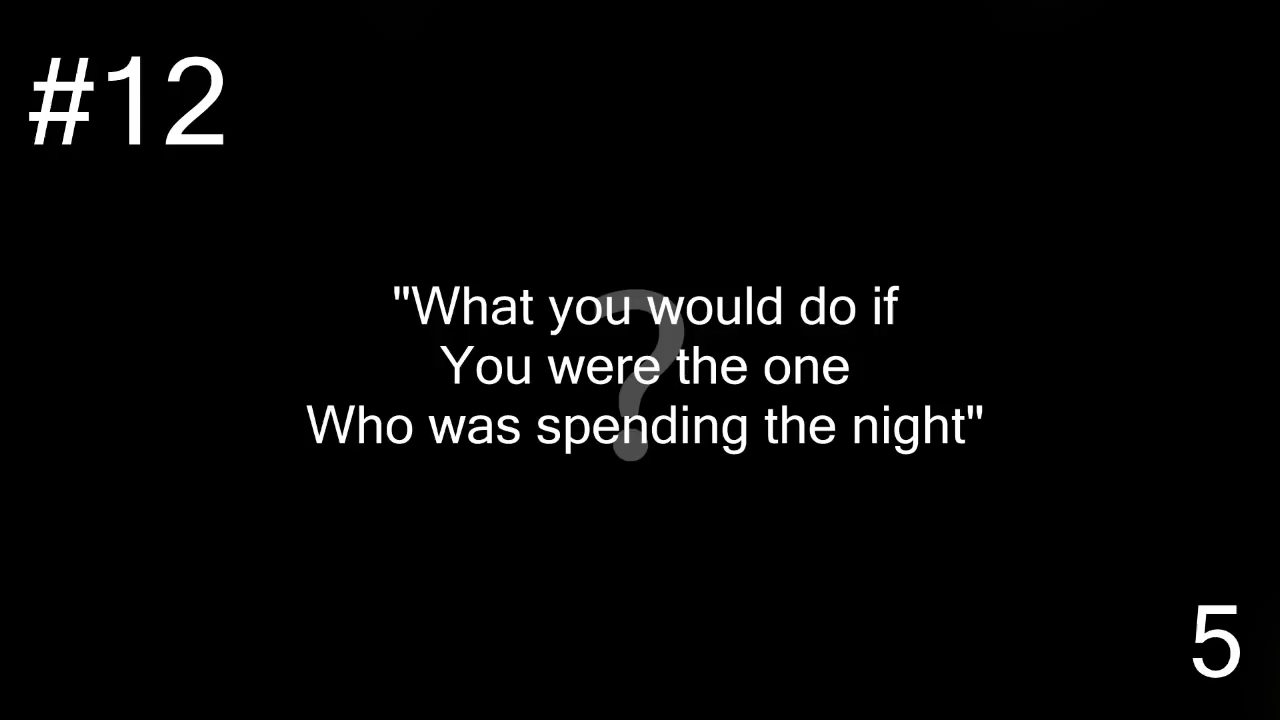 #12
"What you would do if
You were the one
Who was spending the night"
?
5